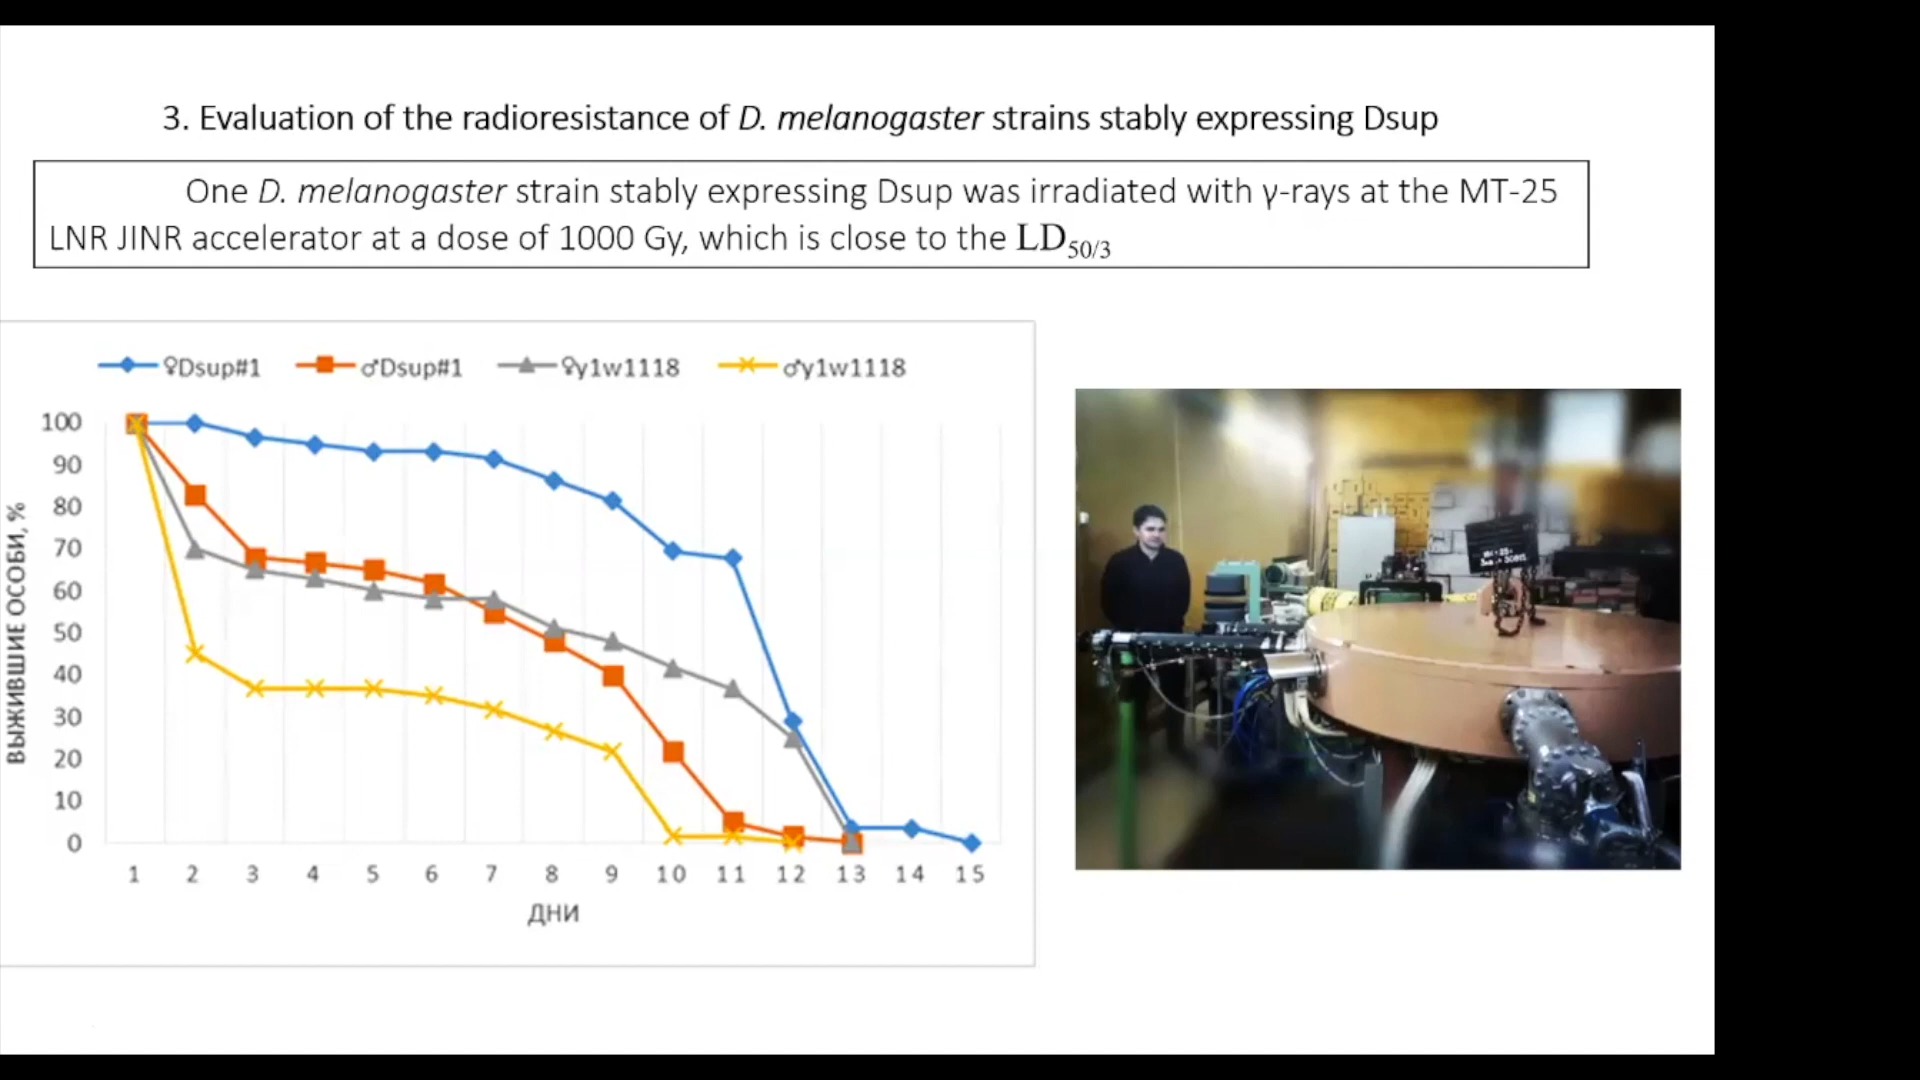 3. Evaluation of the radioresistance of D. melanogaster strains stably expressing Dsup
One D. melanogaster strain stably expressing Dsup was irradiated with γ-rays at the MT-25
LNR JINR accelerator at a dose of 1000 Gy, which is close to the LD50/3
♀Dsup#1 ♂Dsup#1 ♀y1w1118 ♂y1w1118
ВЫЖИВШИЕ ОСОБИ, %
100
90
80
70
60
50
40
30
20
10
0
1 2 3 4 5 6 7 8 9 10 11 12 13 14 15
ДНИ